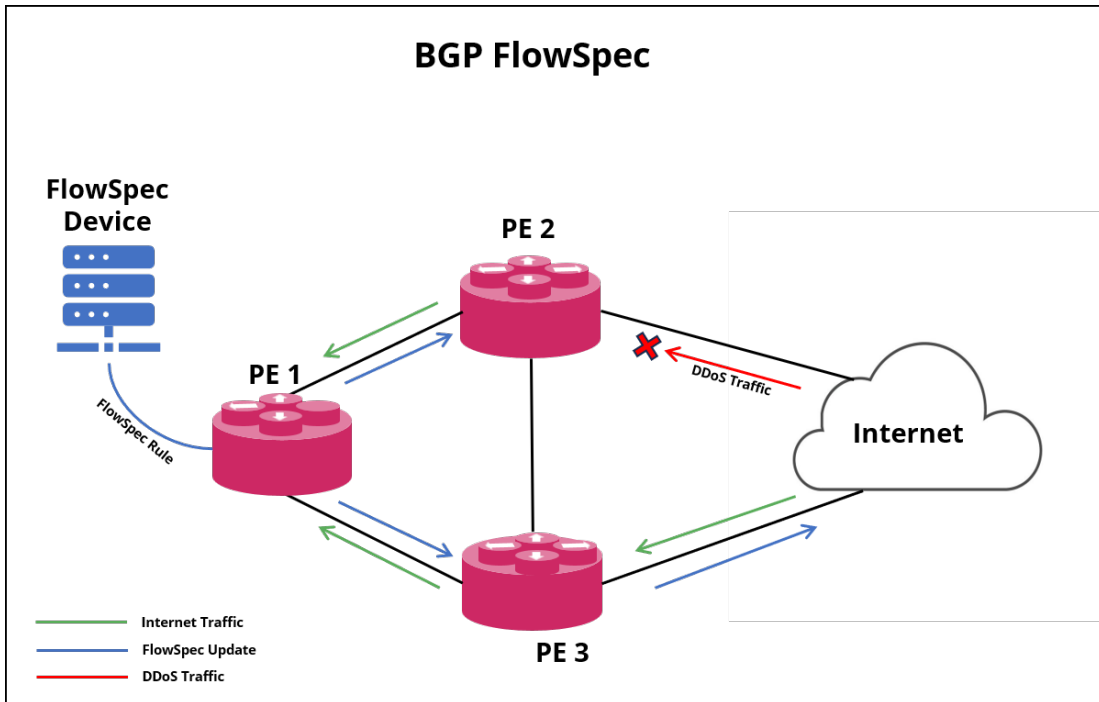 BGP FlowSpec
FlowSpec
Device
PE 2
PE 1
FlowSpec Rule
DDoS Traffic
Internet
PE 3
Internet Traffic
FlowSpec Update
DDoS Traffic